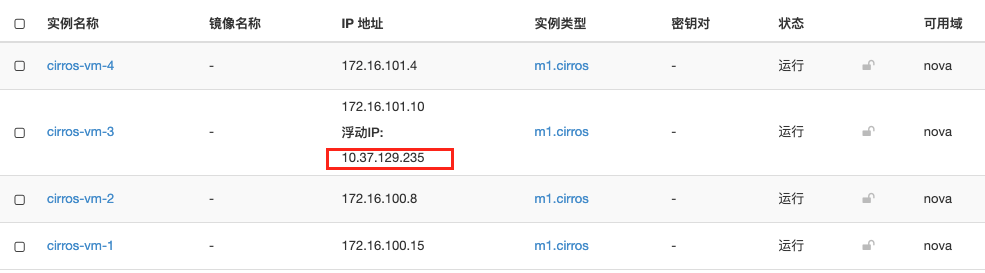 实例名称 镜像名称 IP 地址 实例类型 密钥对 状态 可用域
cirros-vm-4 - 172.16.101.4 m1.cirros - 运行 nova
172.16.101.10
cirros-vm-3 - 浮动IP: m1.cirros - 运行 nova
10.37.129.235
cirros-vm-2 - 172.16.100.8 m1.cirros - 运行 nova
cirros-vm-1 - 172.16.100.15 m1.cirros - 运行 nova